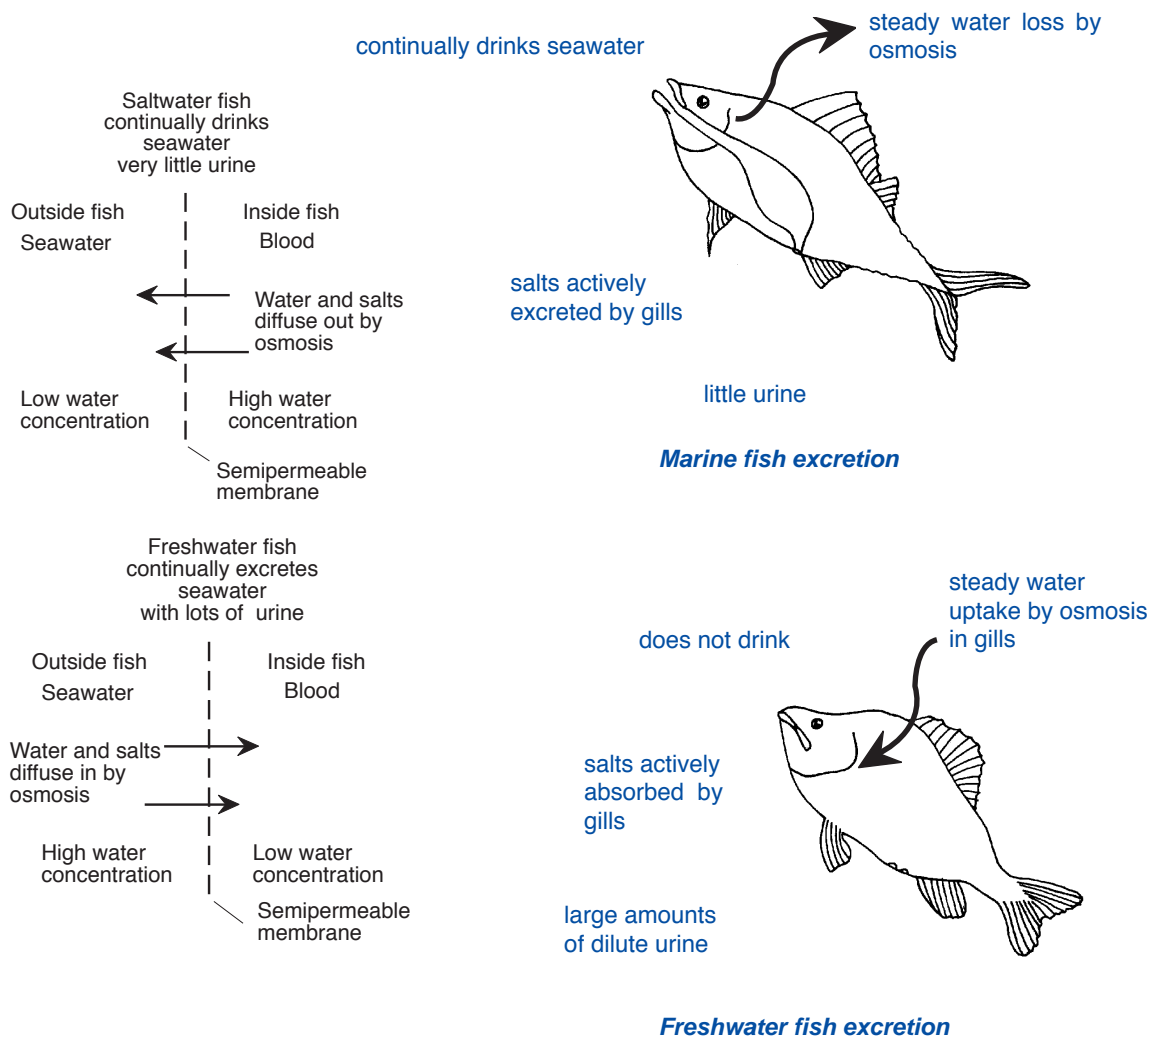 continually drinks seawater
steady water loss by
osmosis
Saltwater fish
continually drinks
seawater
very little urine
Outside fish
Seawater
Inside fish
Blood
Water and salts
diffuse out by
osmosis
Low water
concentration
High water
concentration
Semipermeable
membrane
salts actively
excreted by gills
little urine
Marine fish excretion
Freshwater fish
continually excretes
seawater
with lots of urine
Outside fish
Seawater
Inside fish
Blood
Water and salts
diffuse in by
osmosis
High water
concentration
Low water
concentration
Semipermeable
membrane
steady water
uptake by osmosis
in gills
does not drink
salts actively
absorbed by
gills
large amounts
of dilute urine
Freshwater fish excretion